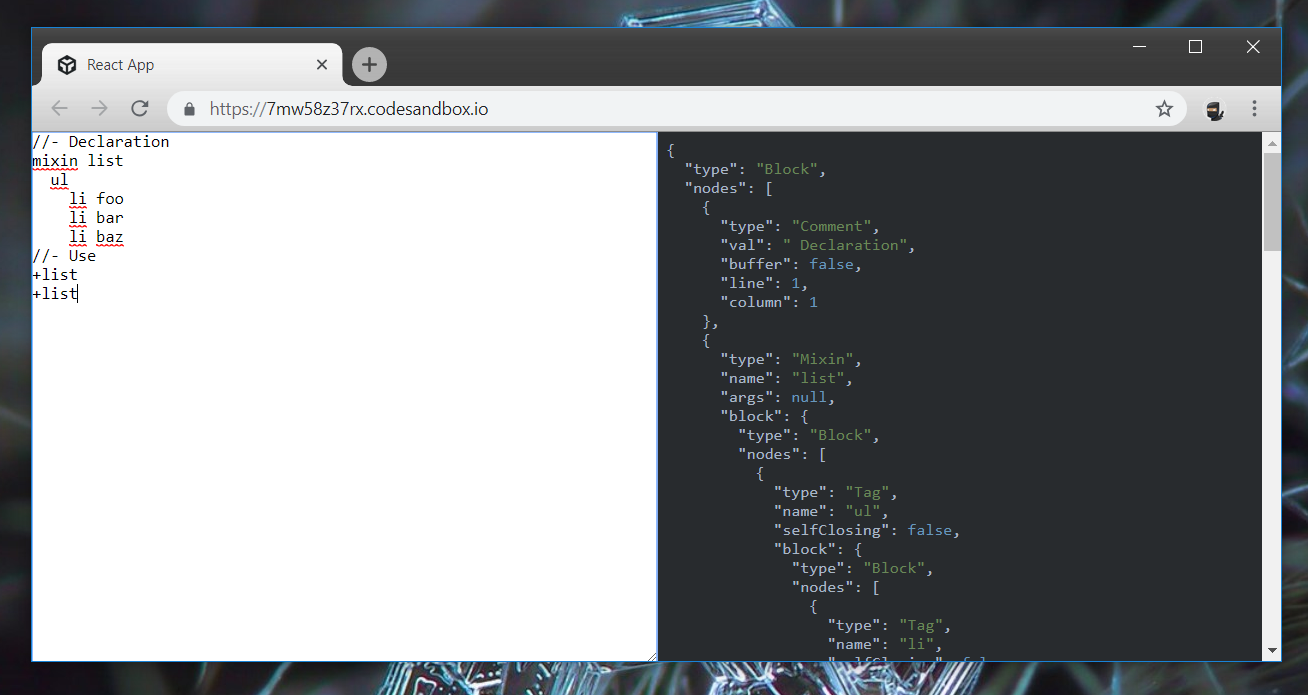 React App
https://7mw58z37rx.codesandbox.io
//- Declaration
mixin list
  ul
    li foo
    li bar
    li baz
//- Use
+list
+list
{
  "type": "Block",
  "nodes": [
    {
      "type": "Comment",
      "val": " Declaration",
      "buffer": false,
      "line": 1,
      "column": 1
    },
    {
      "type": "Mixin",
      "name": "list",
      "args": null,
      "block": {
        "type": "Block",
        "nodes": [
          {
            "type": "Tag",
            "name": "ul",
            "selfClosing": false,
            "block": {
              "type": "Block",
              "nodes": [
                {
                  "type": "Tag",
                  "name": "li",